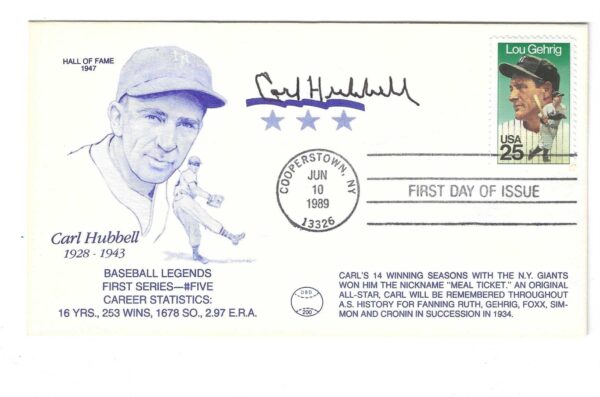 HALL OF FAME
1947
Carl Hubbell
Lou Gehrig
USA
25
COOPERSTOWN, NY
JUN
10
1989
13326
FIRST DAY OF ISSUE
Carl Hubbell
1928 - 1943
BASEBALL LEGENDS
FIRST SERIES—#FIVE
CAREER STATISTICS:
16 YRS., 253 WINS, 1678 SO., 2.97 E.R.A.
200
CARL'S 14 WINNING SEASONS WITH THE N.Y. GIANTS
WON HIM THE NICKNAME "MEAL TICKET." AN ORIGINAL
ALL-STAR, CARL WILL BE REMEMBERED THROUGHOUT
A.S. HISTORY FOR FANNING RUTH, GEHRIG, FOXX, SIM-
MON AND CRONIN IN SUCCESSION IN 1934.